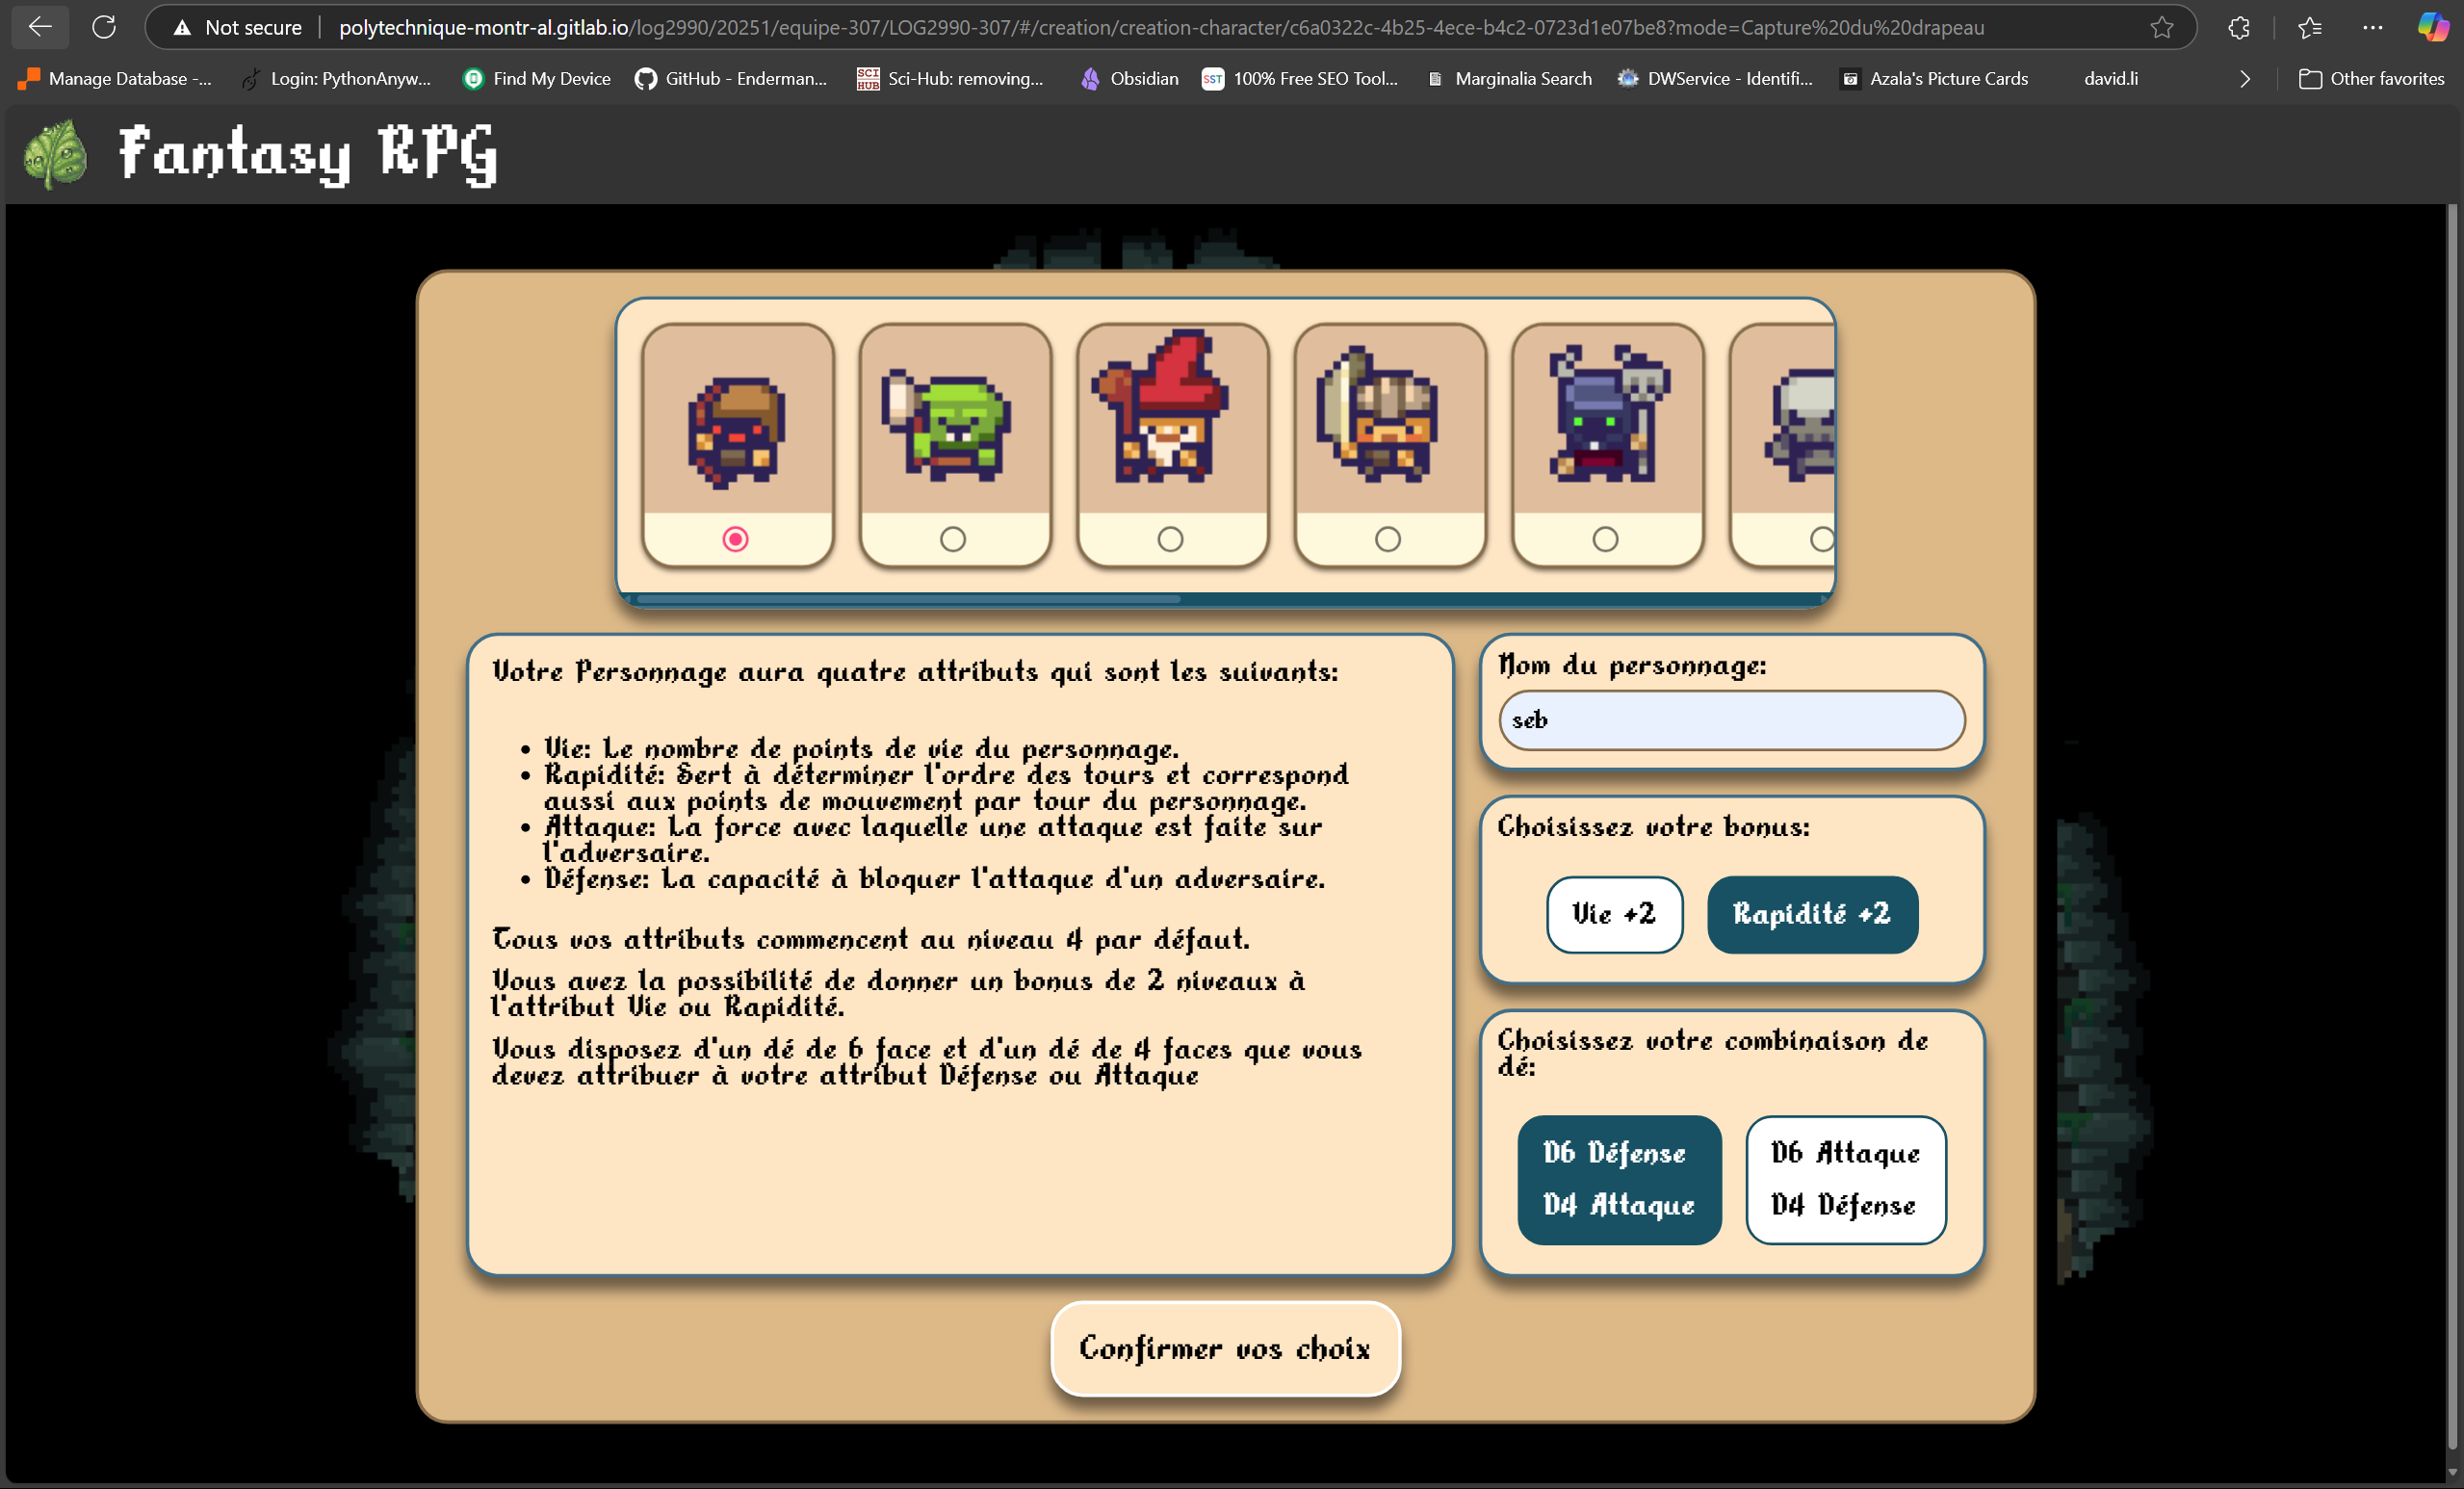 Not secure
polytechnique-montr-al.gitlab.io/log2990/20251/equipe-307/LOG2990-307/#/creation/creation-character/c6a0322c-4b25-4ece-b4c2-0723d1e07be8?mode=Capture%20du%20drapeau
Manage Database -...
Login: PythonAnyw...
Find My Device
GitHub - Enderman...
SCI HUB
Sci-Hub: removing...
Obsidian
SST
100% Free SEO Tool...
Marginalia Search
DWService - Identifi...
Azala's Picture Cards
david.li
Other favorites
Fantasy RPG
Votre Personnage aura quatre attributs qui sont les suivants:
• Vie: Le nombre de points de vie du personnage.
• Rapidité: Sert à déterminer l'ordre des tours et correspond
aussi aux points de mouvement par tour du personnage.
• Attaque: La force avec laquelle une attaque est faite sur
l'adversaire.
• Défense: La capacité à bloquer l'attaque d'un adversaire.
Tous vos attributs commencent au niveau 4 par défaut.
Vous avez la possibilité de donner un bonus de 2 niveaux à
l'attribut Vie ou Rapidité.
Vous disposez d'un dé de 6 face et d'un dé de 4 faces que vous
devez attribuer à votre attribut Défense ou Attaque
Nom du personnage:
seb
Choisissez votre bonus:
Vie +2
Rapidité +2
Choisissez votre combinaison de
dé:
D6 Défense
D4 Attaque
D6 Attaque
D4 Défense
Confirmer vos choix